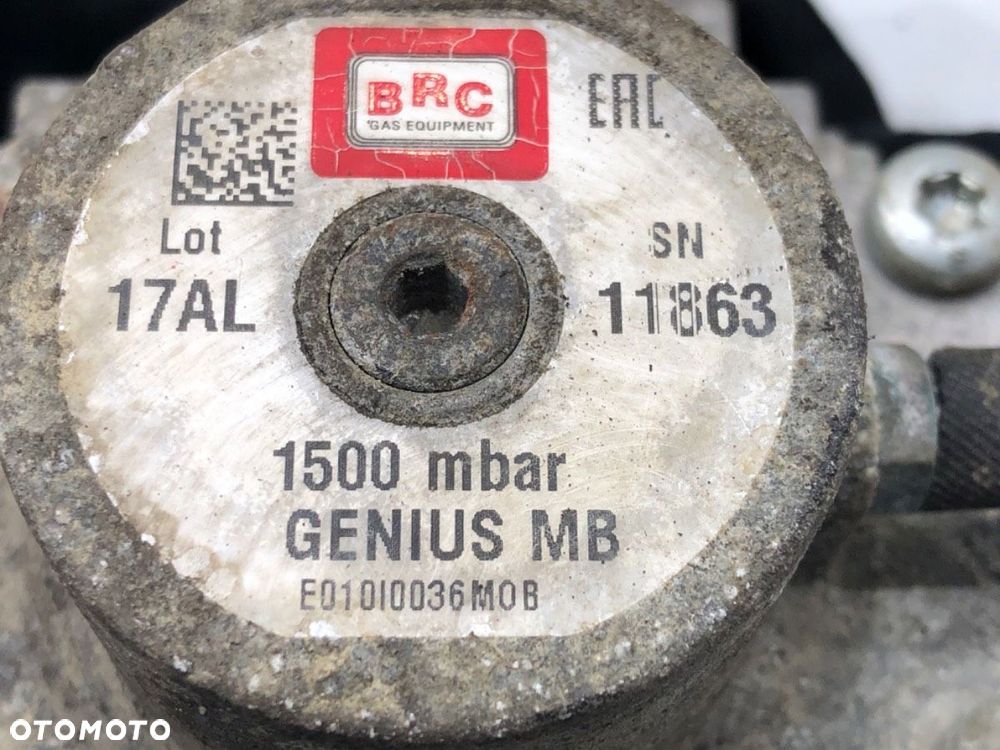 BRC
GAS EQUIPMENT
EAC
Lot
17AL
SN
11863
1500 mbar
GENIUS MB
E01010036MOB
OTOMOTO